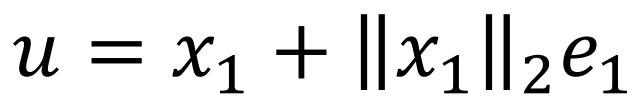 u = x₁ + ‖x₁‖₂e₁